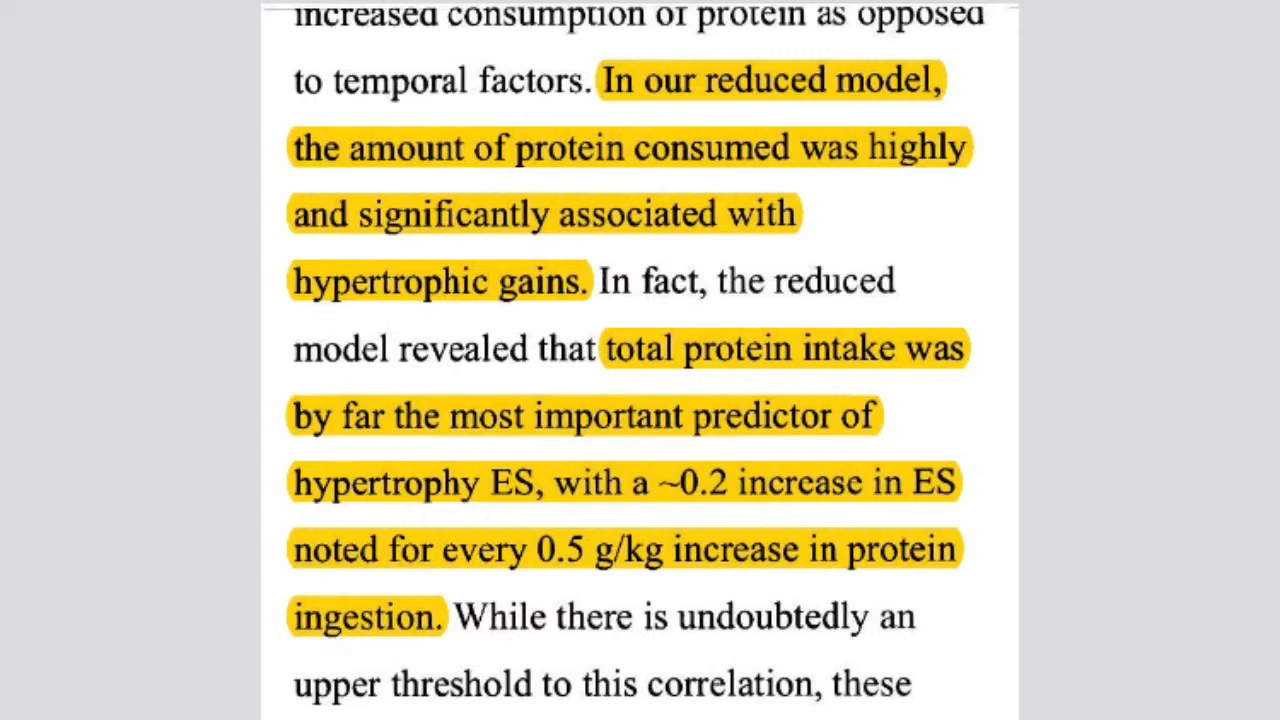 increased consumption of protein as opposed
to temporal factors. In our reduced model,
the amount of protein consumed was highly
and significantly associated with
hypertrophic gains. In fact, the reduced
model revealed that total protein intake was
by far the most important predictor of
hypertrophy ES, with a ~0.2 increase in ES
noted for every 0.5 g/kg increase in protein
ingestion. While there is undoubtedly an
upper threshold to this correlation, these